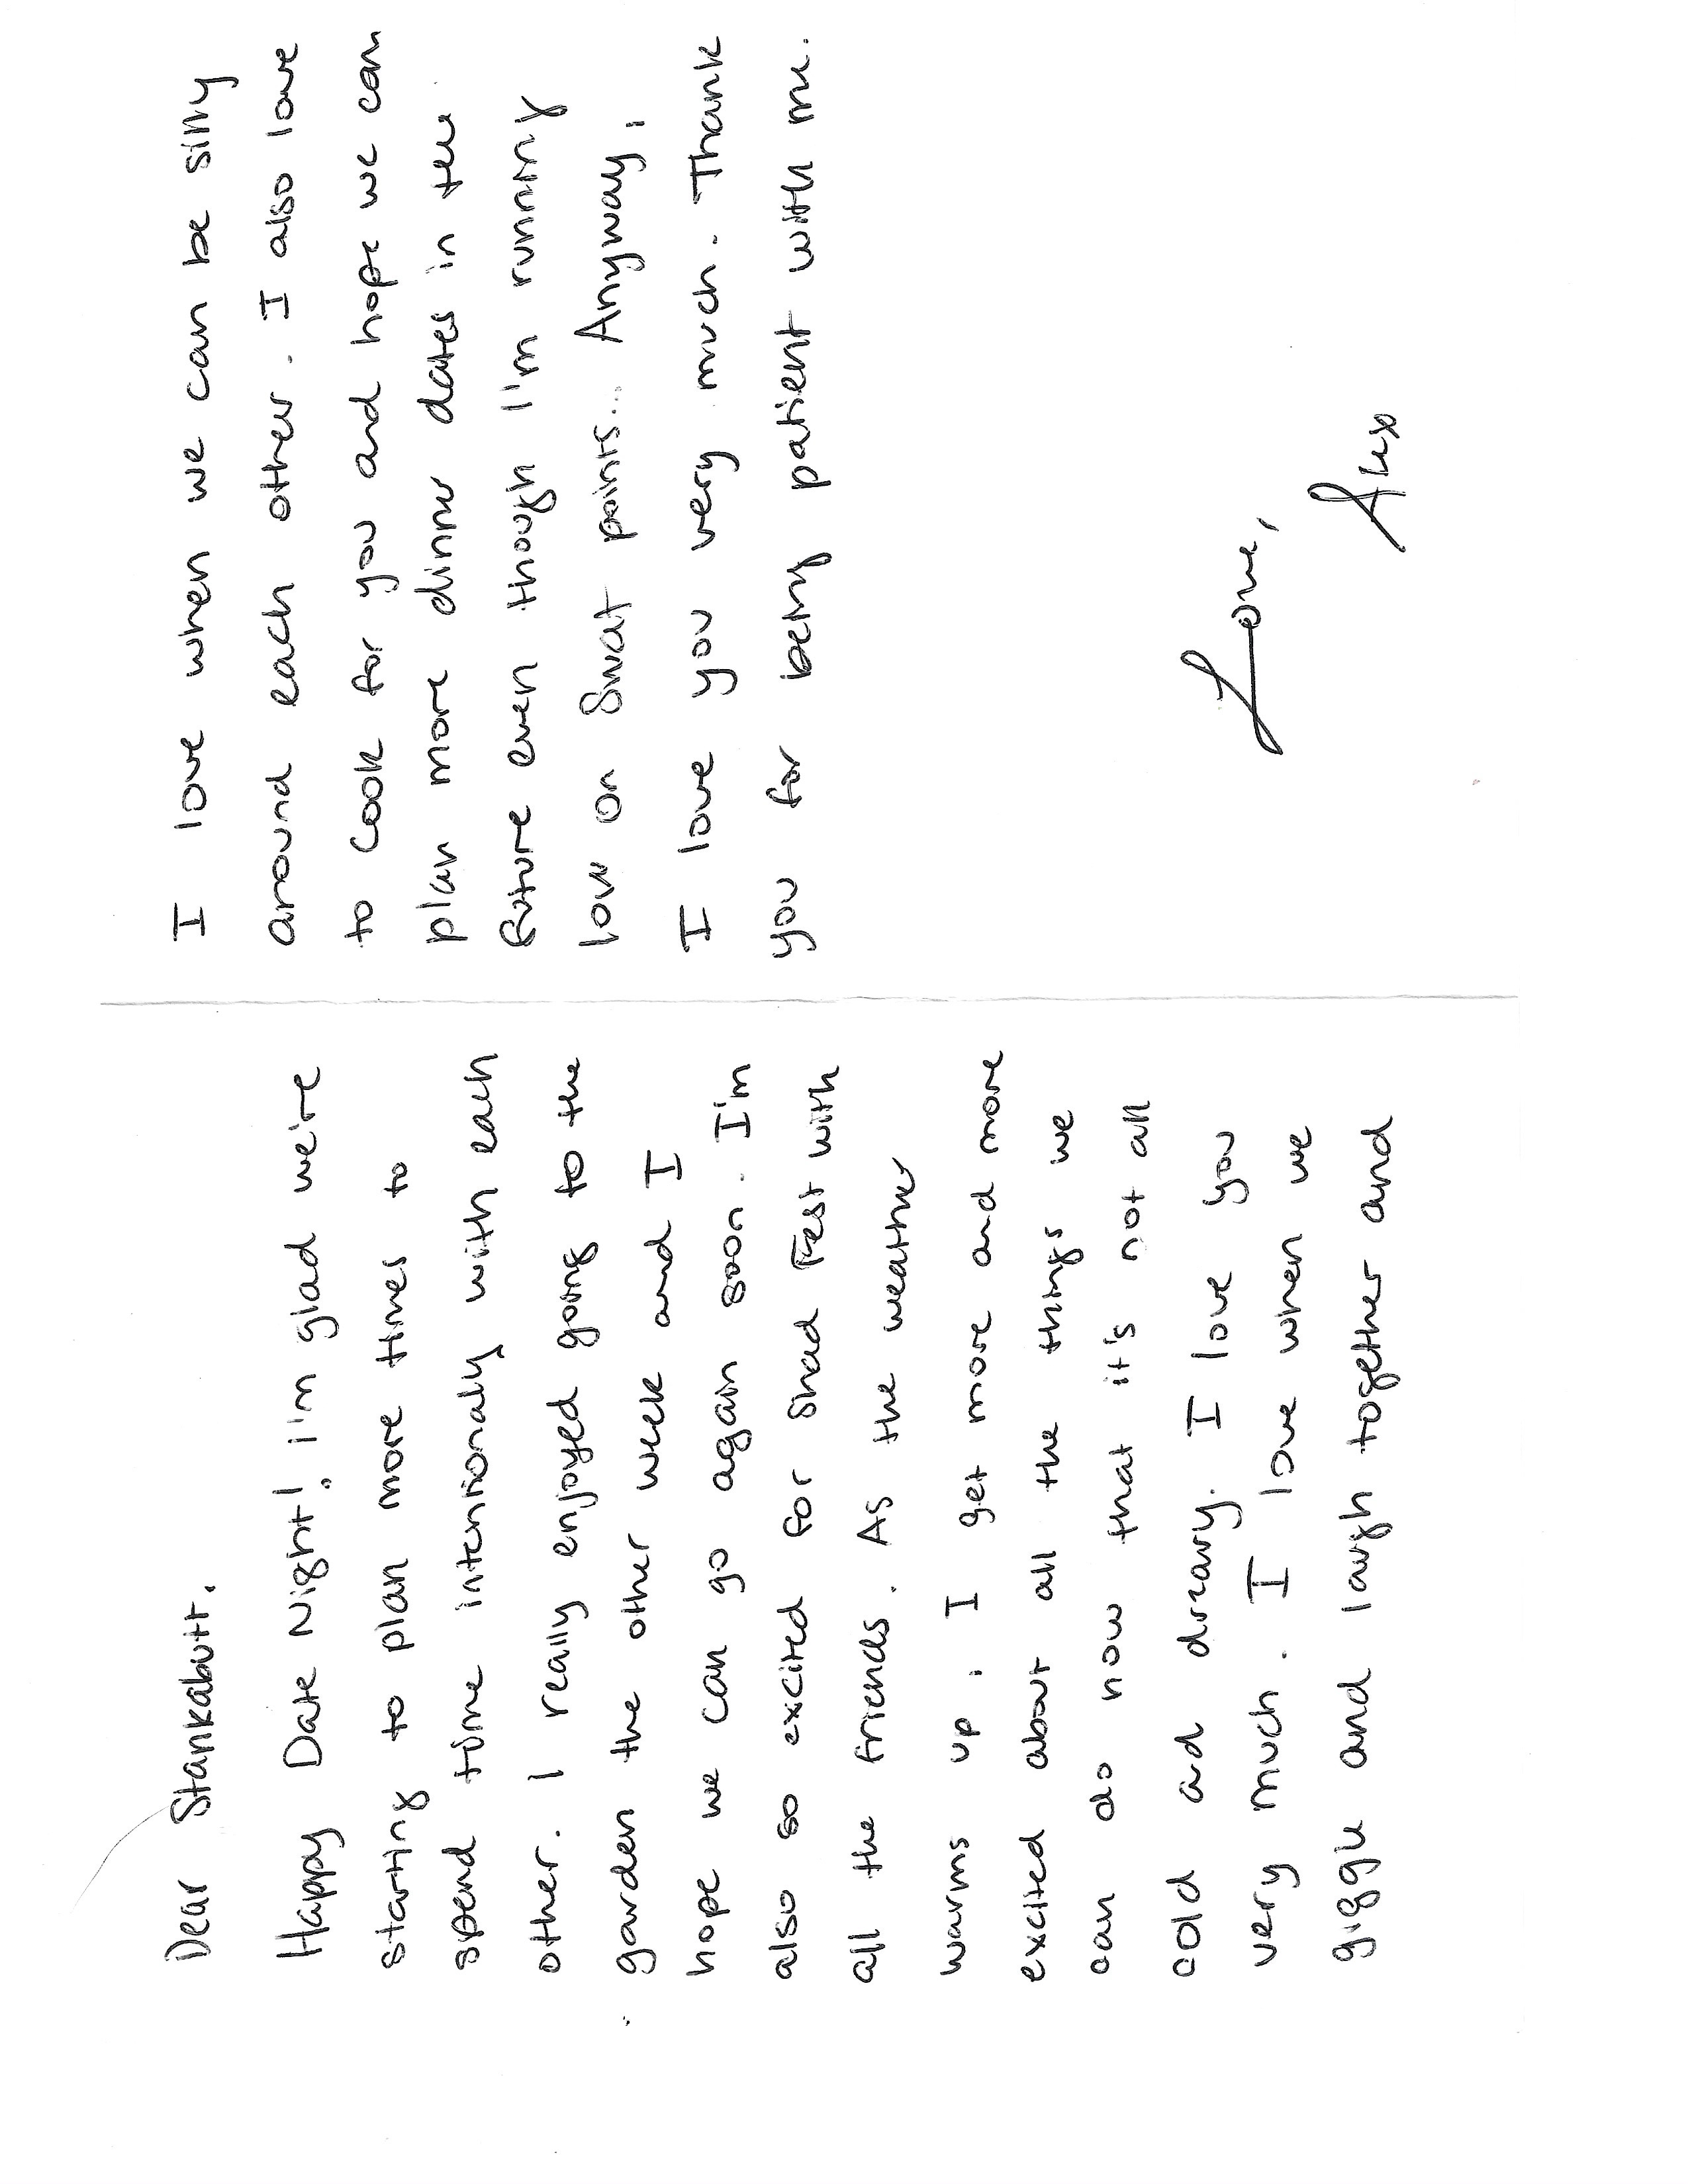 Dear Stankabutt,
Happy Date Night! I'm glad we're
starting to plan more times to
spend time intentionaly with each
other. I really enjoyed going to the
garden the other week and I
hope we can go again soon. I'm
also so excited for Shad Fest with
all the friends. As the weather
warms up, I get more and more
excited about all the things we
can do now that it's not all
cold and dreary. I love you
very much. I love when we
giggle and laugh together and
I love when we can be silly
around each other. I also love
to cook for you and hope we can
plan more dinner dates in the
future even though I'm running
low on Swat points... Anyway,
I love you very much. Thank
you for being patient with me.
Love,
Alex